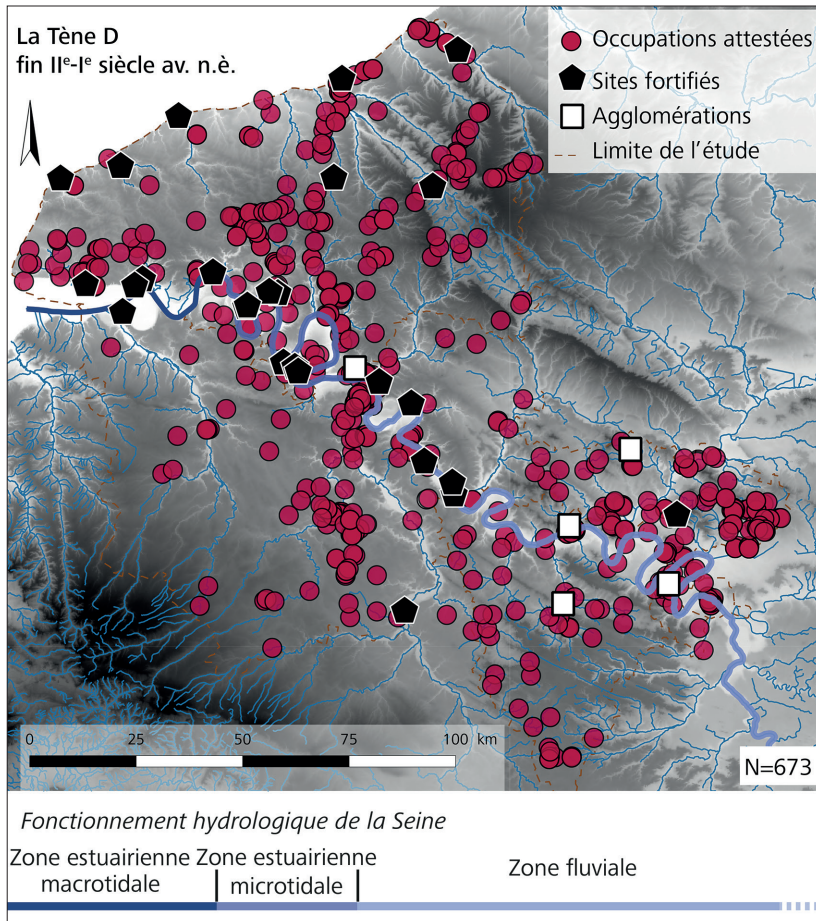 La Tène D
fin IIᵉ-Iᵉ siècle av. n.è.
Occupations attestées
Sites fortifiés
Agglomérations
Limite de l'étude
0 25 50 75 100 km
N=673
Fonctionnement hydrologique de la Seine
Zone estuairienne
macrotidale
Zone estuairienne
microtidale
Zone fluviale